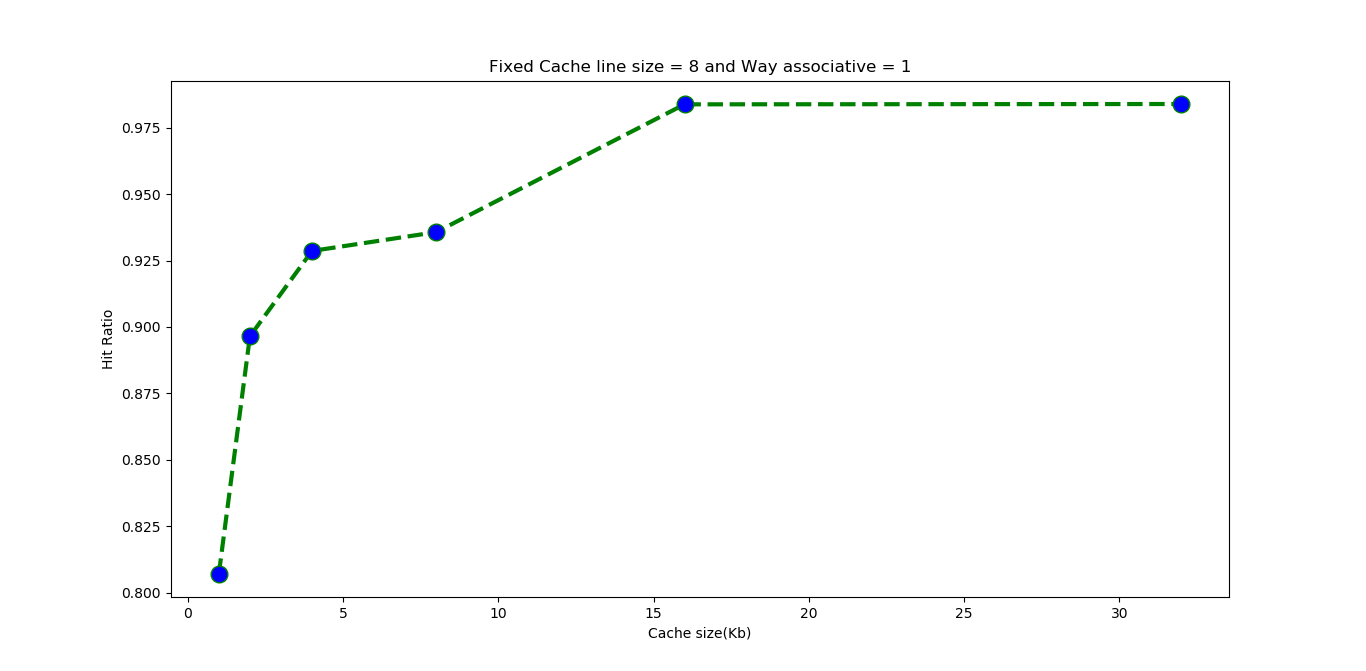 Fixed Cache line size = 8 and Way associative = 1
0.975
0.950
0.925
0.900
0.875
0.850
0.825
0.800
Hit Ratio
0 5 10 15 20 25 30
Cache size(Kb)